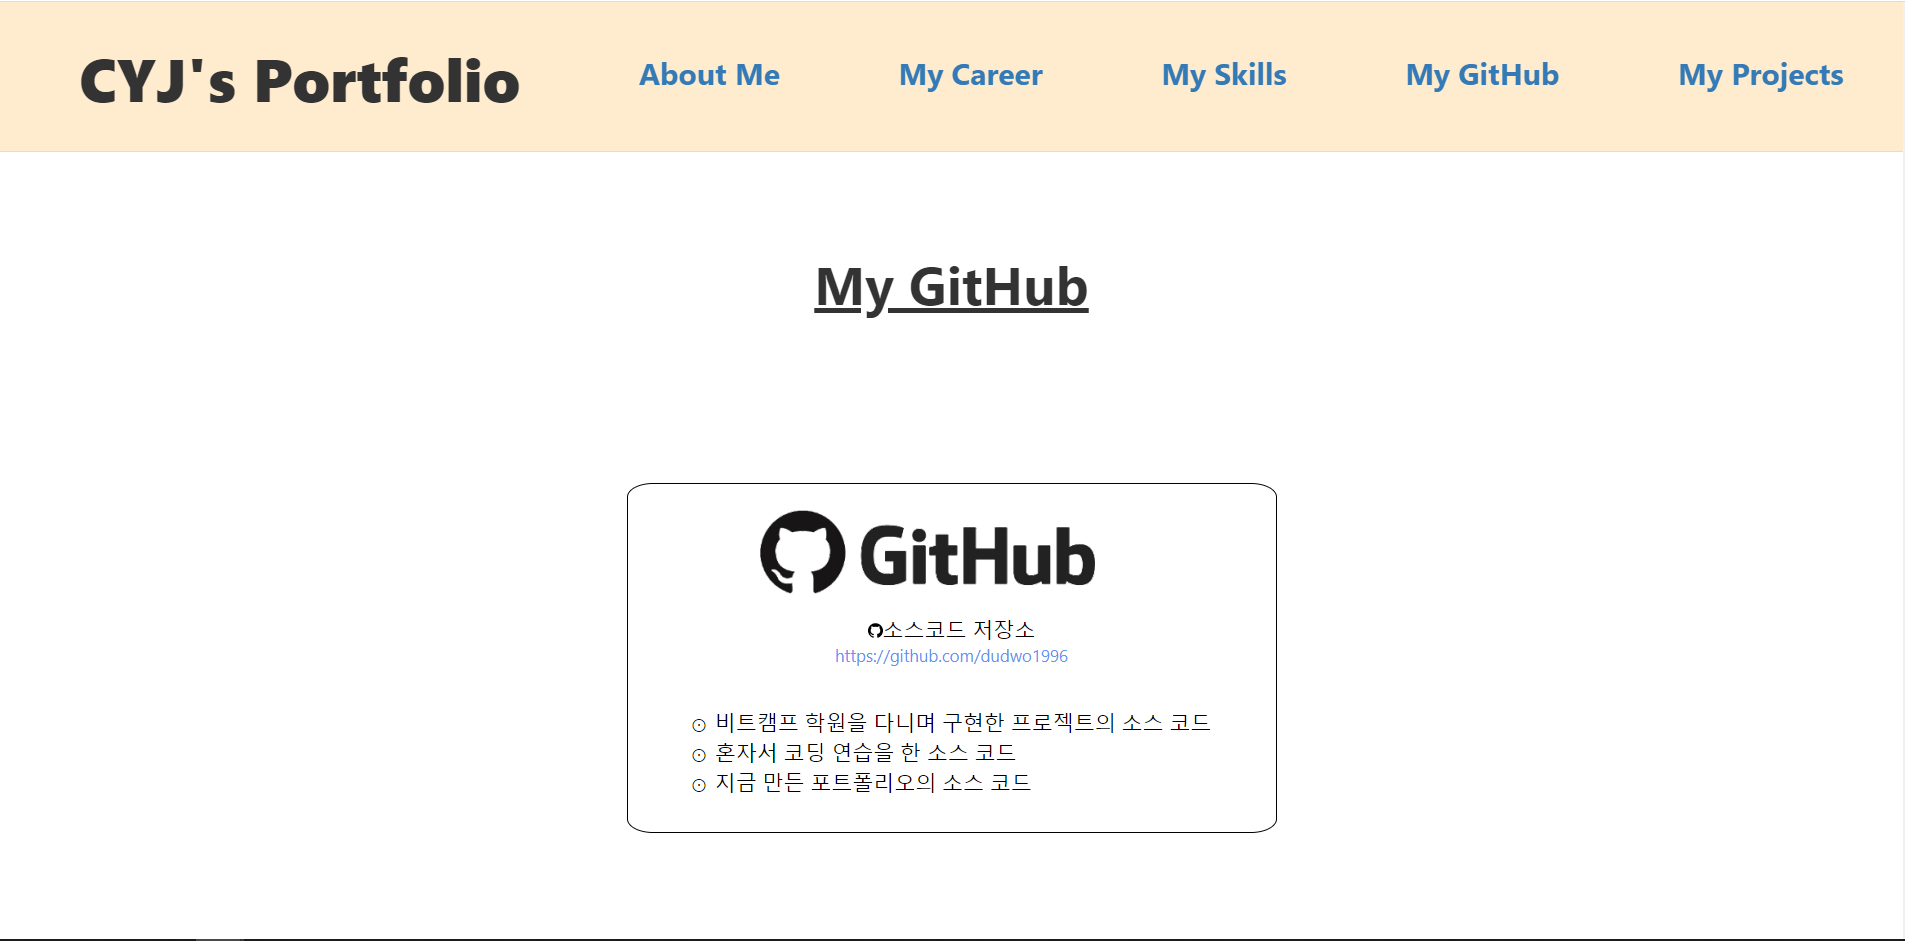 CYJ's Portfolio
About Me
My Career
My Skills
My GitHub
My Projects
My GitHub
GitHub
소스코드 저장소
https://github.com/dudwo1996
⊙ 비트캠프 학원을 다니며 구현한 프로젝트의 소스 코드
⊙ 혼자서 코딩 연습을 한 소스 코드
⊙ 지금 만든 포트폴리오의 소스 코드